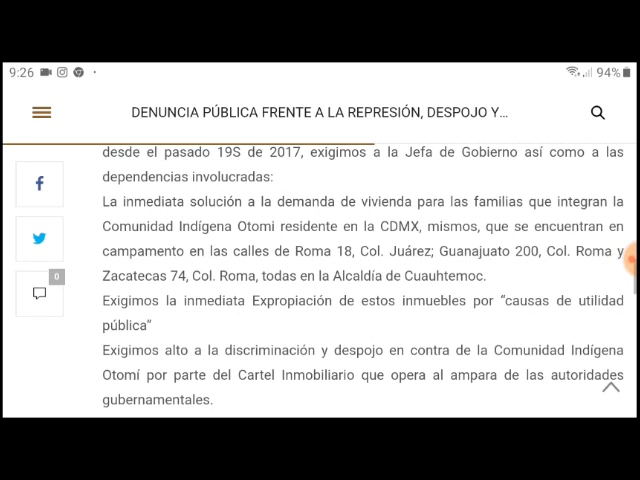 9:26
94%
DENUNCIA PÚBLICA FRENTE A LA REPRESIÓN, DESPOJO Y...
desde el pasado 19S de 2017, exigimos a la Jefa de Gobierno así como a las
dependencias involucradas:
La inmediata solución a la demanda de vivienda para las familias que integran la
Comunidad Indígena Otomi residente en la CDMX, mismos, que se encuentran en
campamento en las calles de Roma 18, Col. Juárez; Guanajuato 200, Col. Roma y
Zacatecas 74, Col. Roma, todas en la Alcaldía de Cuauhtemoc.
0
Exigimos la inmediata Expropiación de estos inmuebles por “causas de utilidad
pública”
Exigimos alto a la discriminación y despojo en contra de la Comunidad Indígena
Otomí por parte del Cartel Inmobiliario que opera al ampara de las autoridades
gubernamentales.